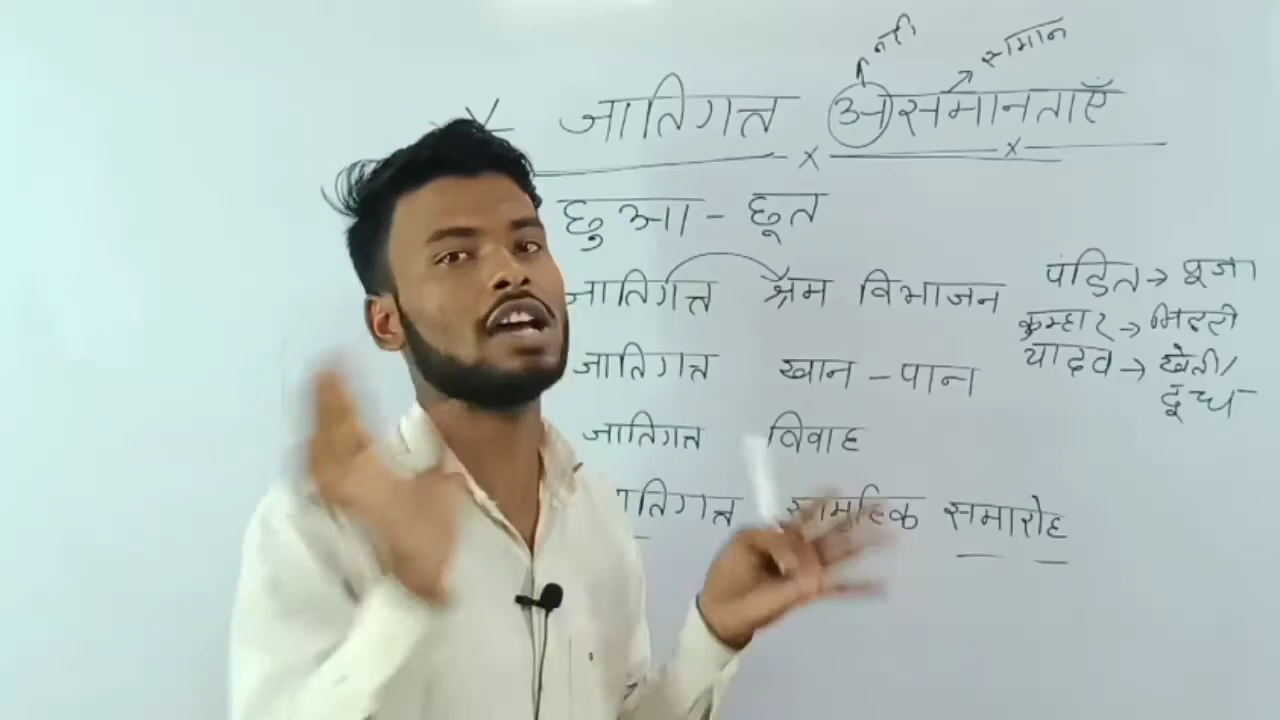 नही
समान
जातिगत असमानताएँ
छुआ - छूत
जातिगत श्रम विभाजन
पंडित → पूजा
कुम्हार → मिट्टी
यादव → खेती/
दूध
जातिगत खान - पान
जातिगत विवाह
जातिगत सामुहिक समारोह